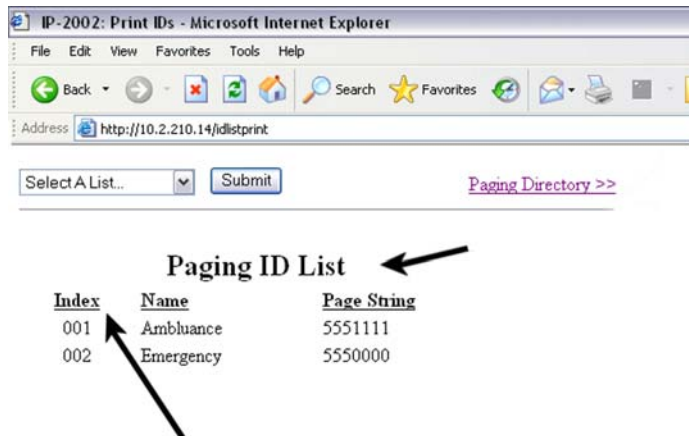 IP-2002: Print IDs - Microsoft Internet Explorer
File Edit View Favorites Tools Help
Back Search Favorites
Address http://10.2.210.14/idlistprint
Select A List... Submit Paging Directory >>
Paging ID List
Index Name Page String
001 Ambluance 5551111
002 Emergency 5550000